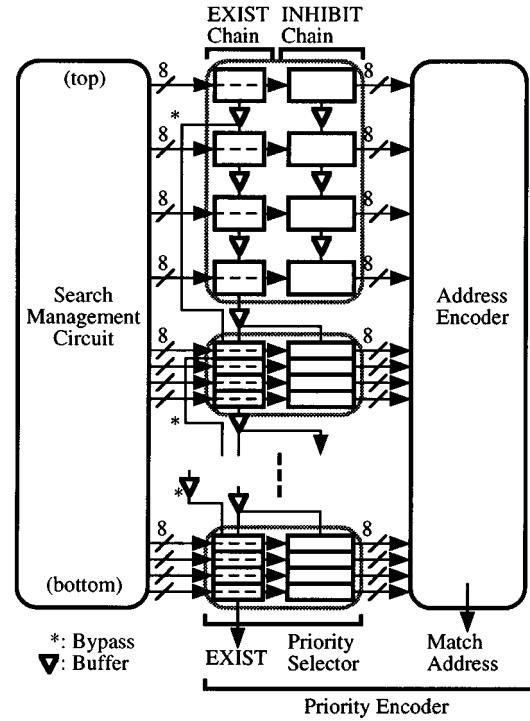 EXIST INHIBIT
Chain Chain
8 8
(top)
*
8 8
8 8
8 8
Search
Management
Circuit
Address
Encoder
8 8
*
*
8 8
(bottom)
*: Bypass
: Buffer
EXIST
Priority
Selector
Match
Address
Priority Encoder